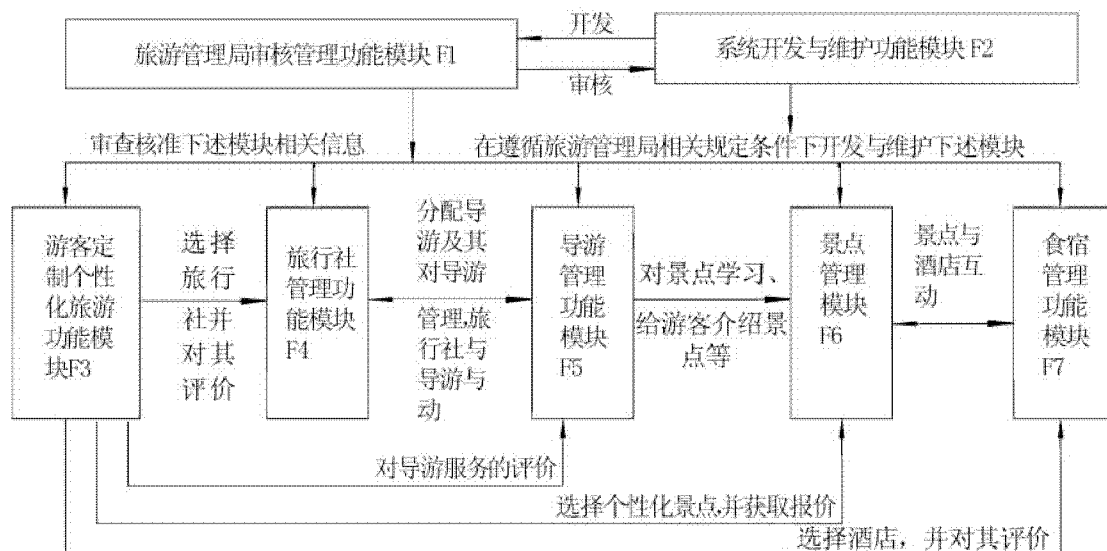 开发
旅游管理局审核管理功能模块 F1
系统开发与维护功能模块 F2
审核
审查核准下述模块相关信息
在遵循旅游管理局相关规定条件下开发与维护下述模块
游客定
制个性
化旅游
功能模
块F3
选择
旅行
社并
对其
评价
旅行社
管理功
能模块
F4
分配导
游及其
对导游
管理,旅
行社与
导游与
动
导游
管理
功能
模块
F5
对景点学习、
给游客介绍景
点等
景点
管理
模块
F6
景点与
酒店互
动
食宿
管理
功能
模块
F7
对导游服务的评价
选择个性化景点,并获取报价
选择酒店，并对其评价